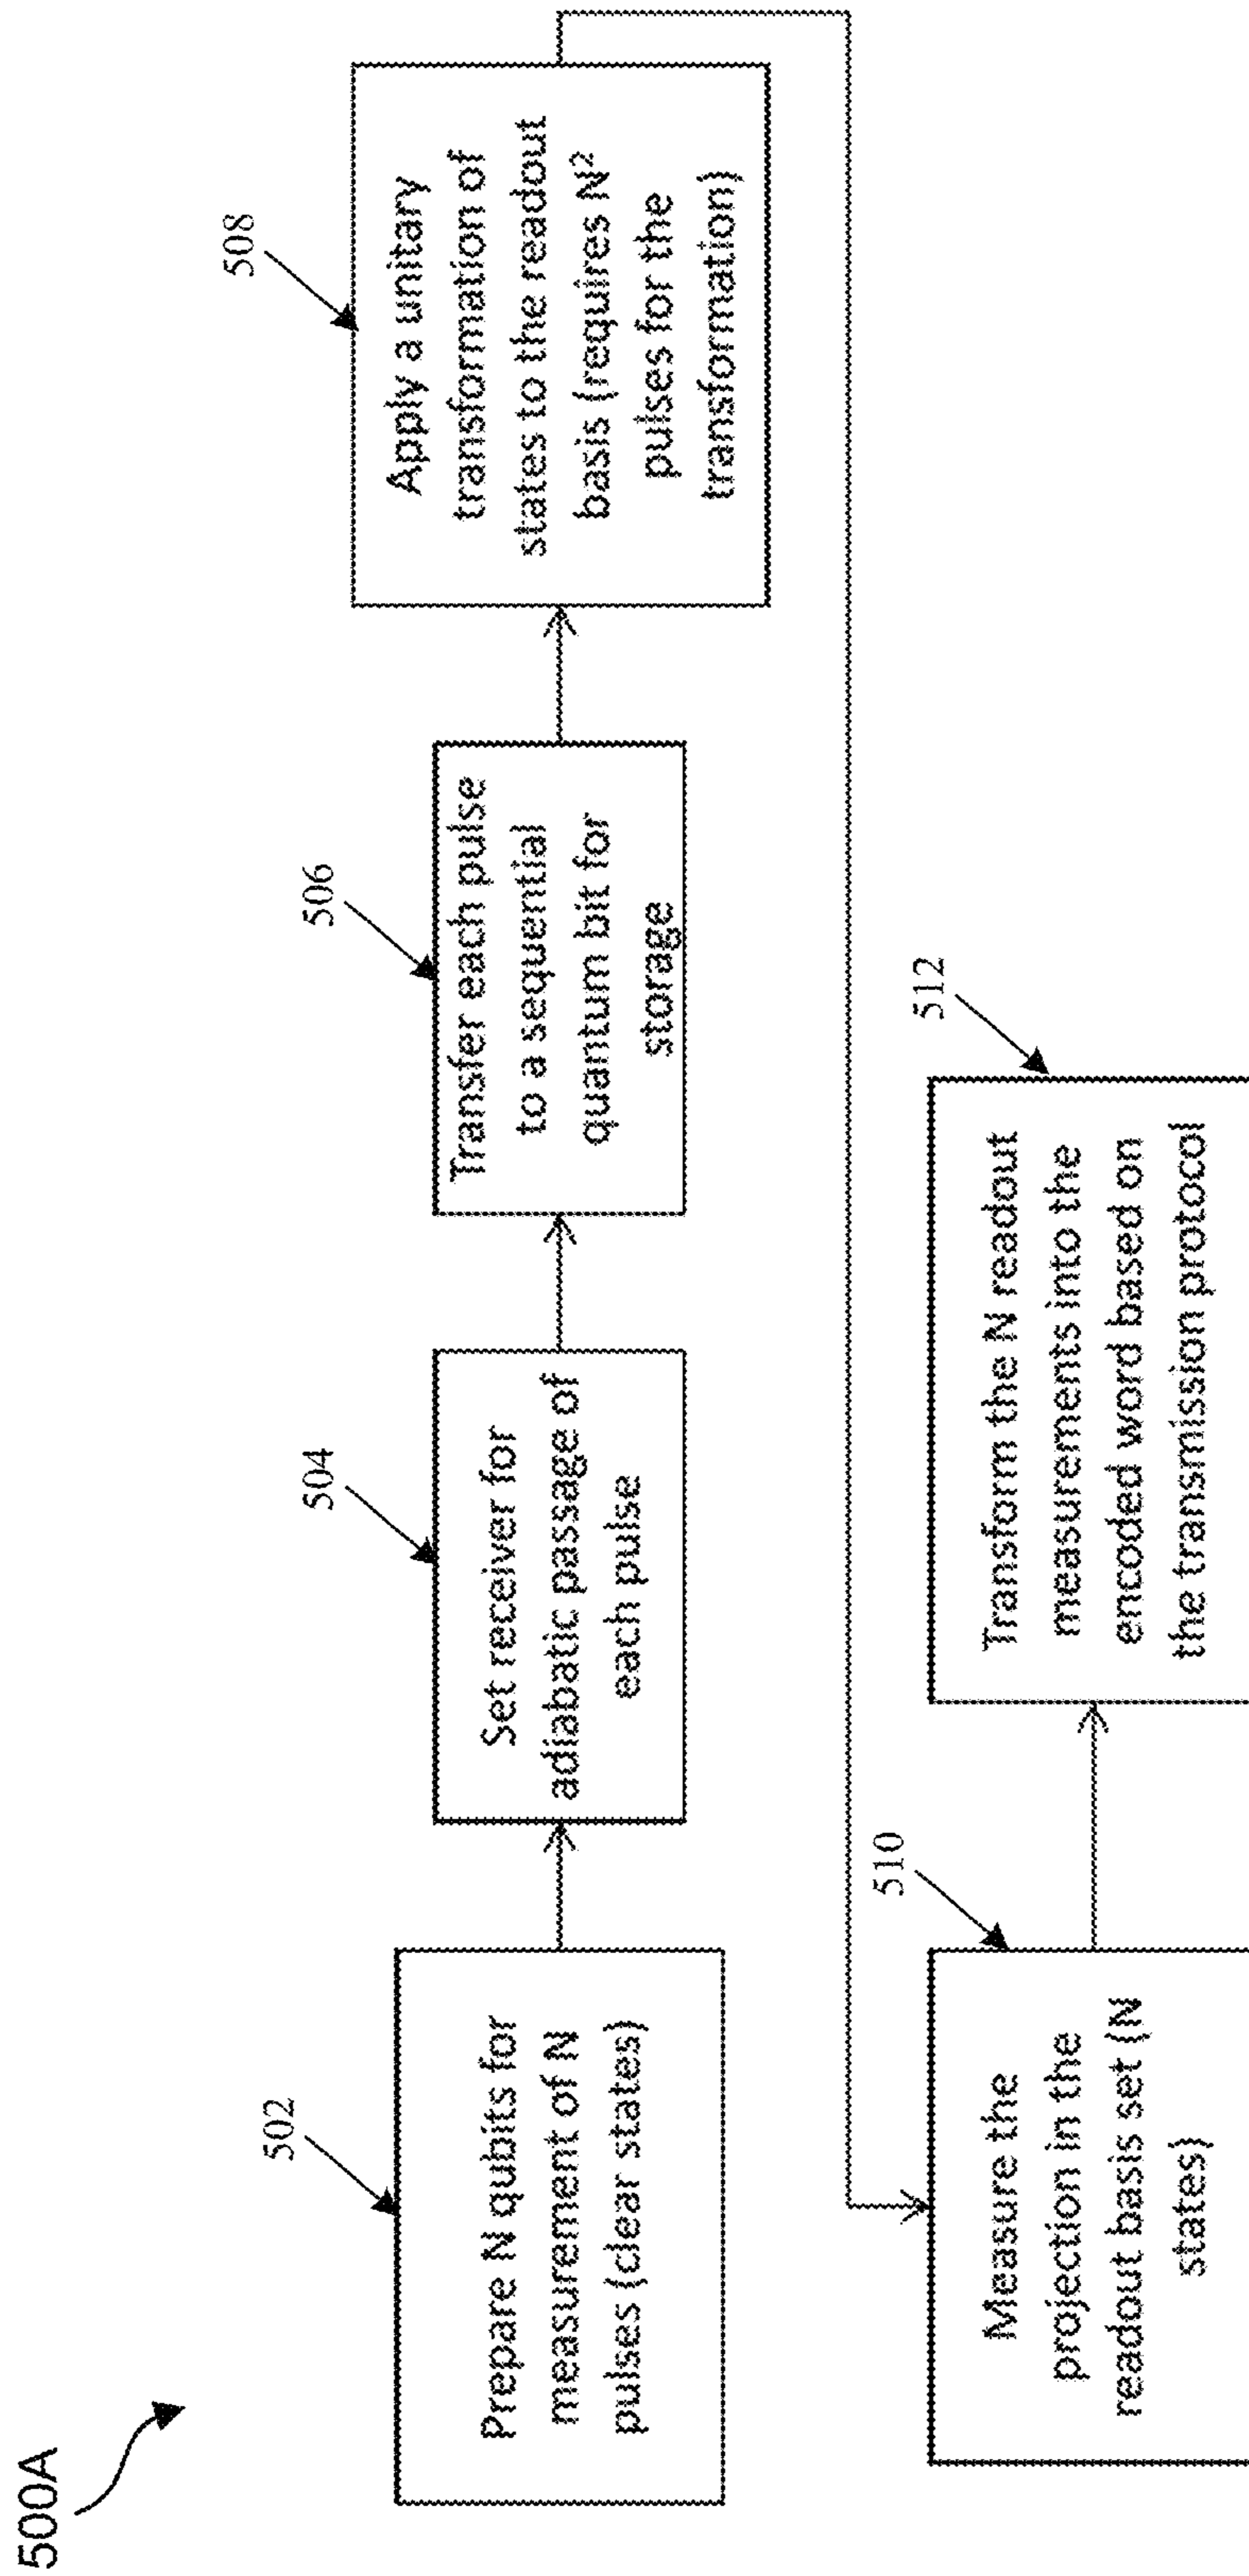 500A
502
Prepare N qubits for
measurement of N
pulses (clear states)
504
Set receiver for
adiabatic passage of
each pulse
506
Transfer each pulse
to a sequential
quantum bit for
storage
508
Apply a unitary
transformation of
states to the readout
basis (requires N²
pulses for the
transformation)
510
Measure the
projection in the
readout basis set (N
states)
512
Transform the N readout
measurements into the
encoded word based on
the transmission protocol